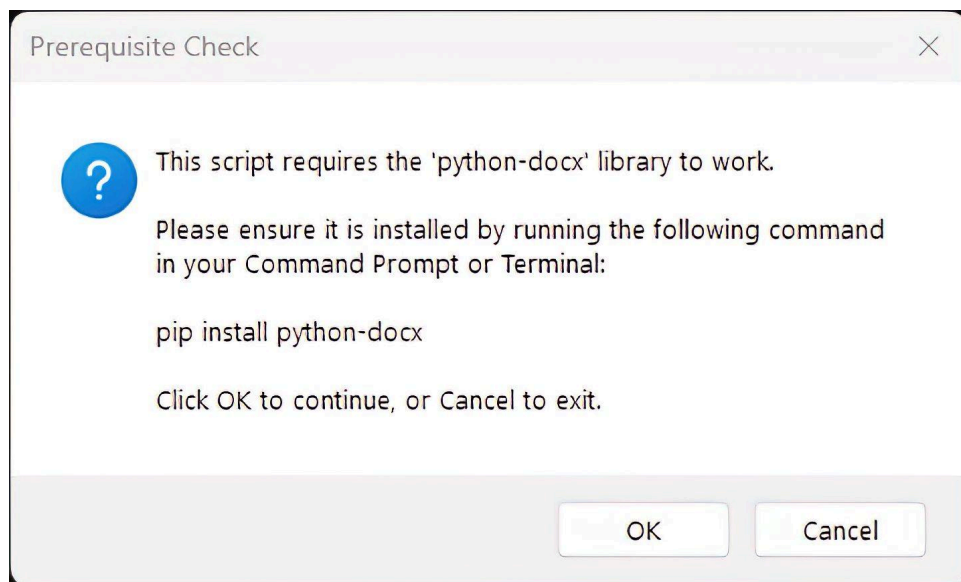 Prerequisite Check
?
This script requires the 'python-docx' library to work.
Please ensure it is installed by running the following command
in your Command Prompt or Terminal:
pip install python-docx
Click OK to continue, or Cancel to exit.
OK
Cancel